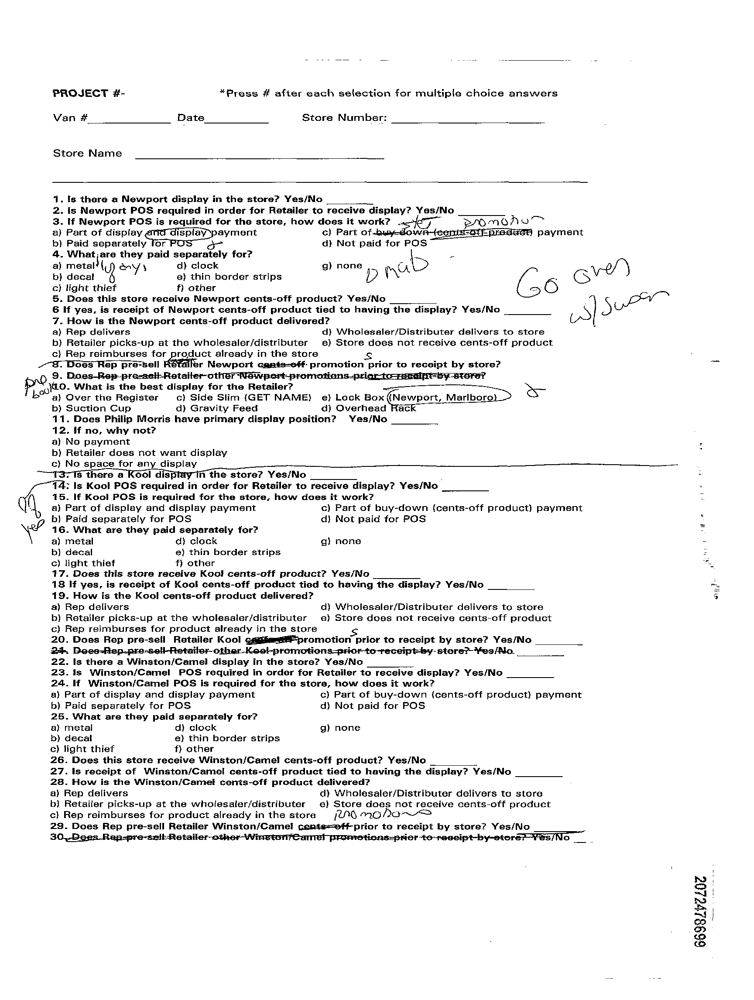 PROJECT #- *Press # after each selection for multiple choice answers
Van # Date Store Number:
Store Name
1. Is there a Newport display in the store? Yes/No
2. Is Newport POS required in order for Retailer to receive display? Yes/No
3. If Newport POS is required for the store, how does it work? promotion
a) Part of display and display payment c) Part of buy-down (cents-off product) payment
b) Paid separately for POS d) Not paid for POS
4. What are they paid separately for?
a) metal (if any) d) clock g) none
b) decal e) thin border strips
c) light thief f) other
Go over
w/Susan
5. Does this store receive Newport cents-off product? Yes/No
6 If yes, is receipt of Newport cents-off product tied to having the display? Yes/No
7. How is the Newport cents-off product delivered?
a) Rep delivers d) Wholesaler/Distributer delivers to store
b) Retailer picks-up at the wholesaler/distributer e) Store does not receive cents-off product
c) Rep reimburses for product already in the store
8. Does Rep pre-sell Retailer Newport cents-off promotions prior to receipt by store?
9. Does Rep pre-sell Retailer other Newport promotions prior to receipt by store?
10. What is the best display for the Retailer?
a) Over the Register c) Side Slim (GET NAME) e) Lock Box (Newport, Marlboro)
b) Suction Cup d) Gravity Feed d) Overhead Rack
11. Does Philip Morris have primary display position? Yes/No
12. If no, why not?
a) No payment
b) Retailer does not want display
c) No space for any display
13. Is there a Kool display in the store? Yes/No
14. Is Kool POS required in order for Retailer to receive display? Yes/No
15. If Kool POS is required for the store, how does it work?
a) Part of display and display payment c) Part of buy-down (cents-off product) payment
b) Paid separately for POS d) Not paid for POS
16. What are they paid separately for?
a) metal d) clock g) none
b) decal e) thin border strips
c) light thief f) other
17. Does this store receive Kool cents-off product? Yes/No
18 If yes, is receipt of Kool cents-off product tied to having the display? Yes/No
19. How is the Kool cents-off product delivered?
a) Rep delivers d) Wholesaler/Distributer delivers to store
b) Retailer picks-up at the wholesaler/distributer e) Store does not receive cents-off product
c) Rep reimburses for product already in the store
20. Does Rep pre-sell Retailer Kool cents-off promotions prior to receipt by store? Yes/No
21. Does Rep pre-sell Retailer other Kool promotions prior to receipt by store? Yes/No
22. Is there a Winston/Camel display in the store? Yes/No
23. Is Winston/Camel POS required in order for Retailer to receive display? Yes/No
24. If Winston/Camel POS is required for the store, how does it work?
a) Part of display and display payment c) Part of buy-down (cents-off product) payment
b) Paid separately for POS d) Not paid for POS
25. What are they paid separately for?
a) metal d) clock g) none
b) decal e) thin border strips
c) light thief f) other
26. Does this store receive Winston/Camel cents-off product? Yes/No
27. Is receipt of Winston/Camel cents-off product tied to having the display? Yes/No
28. How is the Winston/Camel cents-off product delivered?
a) Rep delivers d) Wholesaler/Distributer delivers to store
b) Retailer picks-up at the wholesaler/distributer e) Store does not receive cents-off product
c) Rep reimburses for product already in the store promotions
29. Does Rep pre-sell Retailer Winston/Camel cents-off prior to receipt by store? Yes/No
30. Does Rep pre-sell Retailer other Winston/Camel promotions prior to receipt by store? Yes/No
2072478699